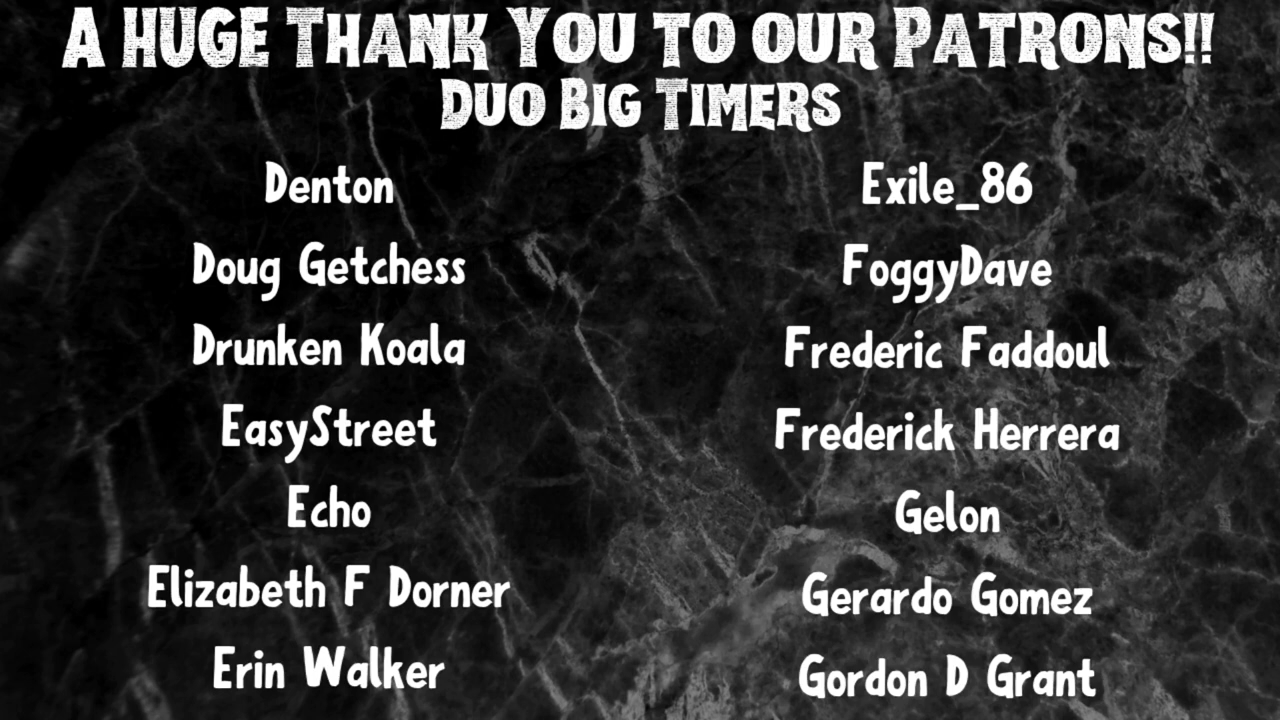 A HUGE THANK YOU TO OUR PATRONS!!
DUO BIG TIMERS
Denton
Doug Getchess
Drunken Koala
EasyStreet
Echo
Elizabeth F Dorner
Erin Walker
Exile_86
FoggyDave
Frederic Faddoul
Frederick Herrera
Gelon
Gerardo Gomez
Gordon D Grant